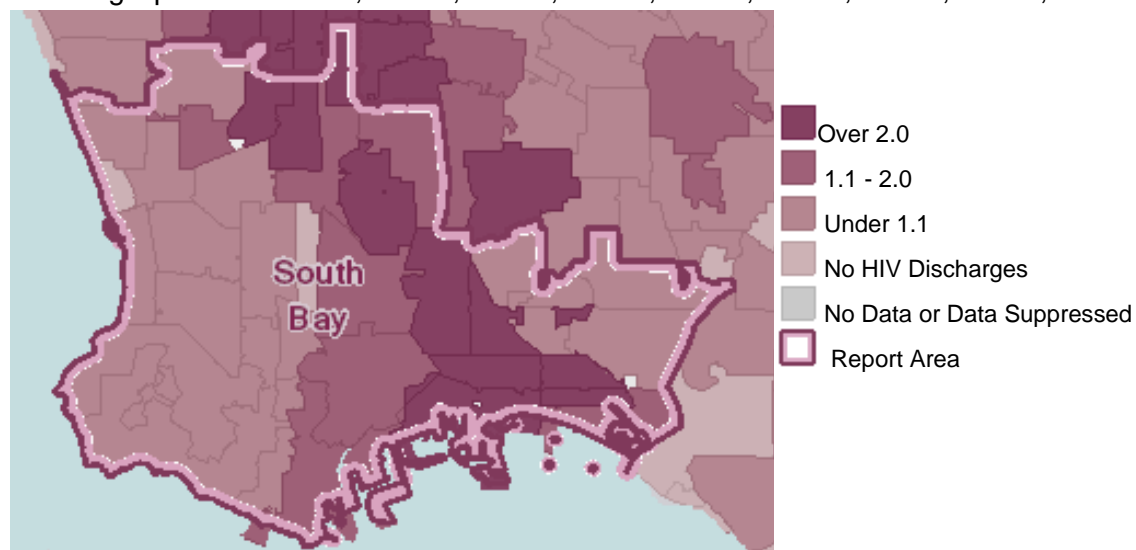 South
Bay
Over 2.0
1.1 - 2.0
Under 1.1
No HIV Discharges
No Data or Data Suppressed
Report Area